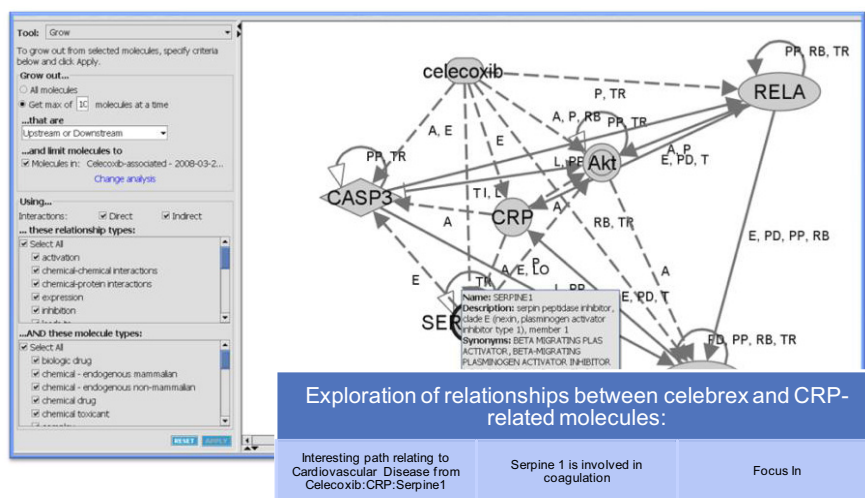 Tool: Grow
To grow out from selected molecules, specify criteria
below and click Apply.
Grow out...
All molecules
Get max of 10 molecules at a time
...that are
Upstream or Downstream
...and limit molecules to
Molecules in: Celecoxib-associated - 2008-03-2...
Change analysis
Using...
Interactions: Direct Indirect
... these relationship types:
Select All
activation
chemical-chemical interactions
chemical-protein interactions
expression
inhibition
...AND these molecule types:
Select All
biologic drug
chemical - endogenous mammalian
chemical - endogenous non-mammalian
chemical drug
chemical toxicant
RESET APPLY
celecoxib
PP, RB, TR
RELA
P, TR
A, E
A, P, RB
PP, TR
E
Akt
A, P
E, PD, T
PP, TR
CASP3
CRP
A
A
RB, TR
E, PD, PP, RB
A, E, LO
P
A
E
E, PD, T
PD, PP, RB, TR
SER
Name: SERPINE1
Description: serpin peptidase inhibitor,
clade E (nexin, plasminogen activator
inhibitor type 1), member 1
Synonyms: BETA MIGRATING PLAS
ACTIVATOR, BETA-MIGRATING
PLASMINOGEN ACTIVATOR INHIBITOR
Exploration of relationships between celebrex and CRP-
related molecules:
Interesting path relating to
Cardiovascular Disease from
Celecoxib:CRP:Serpine1
Serpine 1 is involved in
coagulation
Focus In